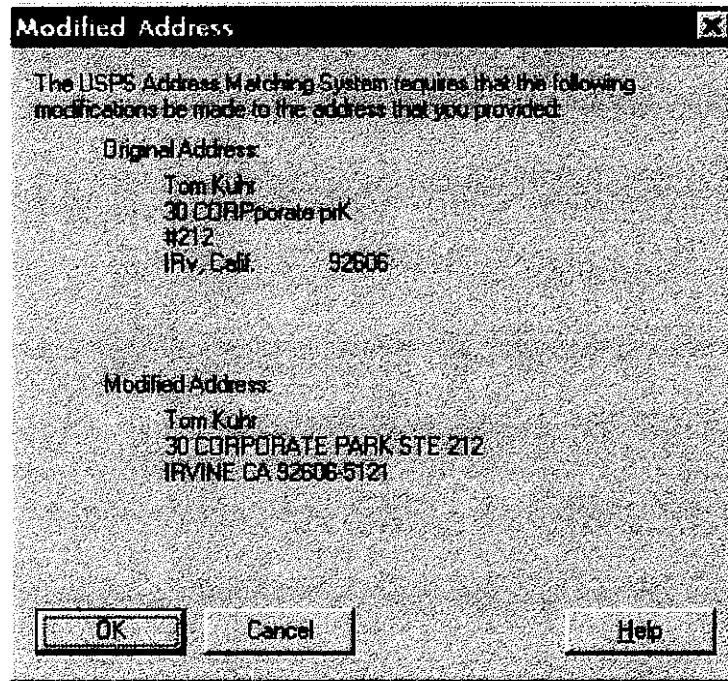 Modified Address
The USPS Address Matching System requires that the following
modifications be made to the address that you provided:
Original Address:
Tom Kuhr
30 CORPporate prK
#212
IRv, Calif. 92606
Modified Address:
Tom Kuhr
30 CORPORATE PARK STE 212
IRVINE CA 92606-5121
OK Cancel Help